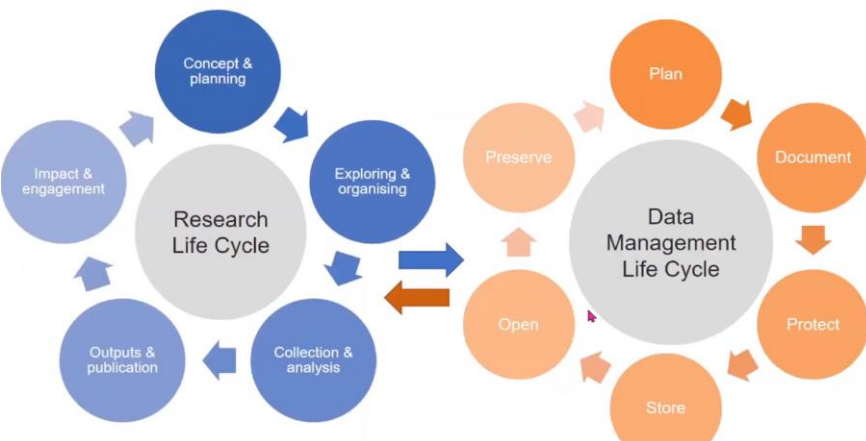 Concept &
planning
Exploring &
organising
Collection &
analysis
Outputs &
publication
Impact &
engagement
Research
Life Cycle
Plan
Document
Protect
Store
Open
Preserve
Data
Management
Life Cycle